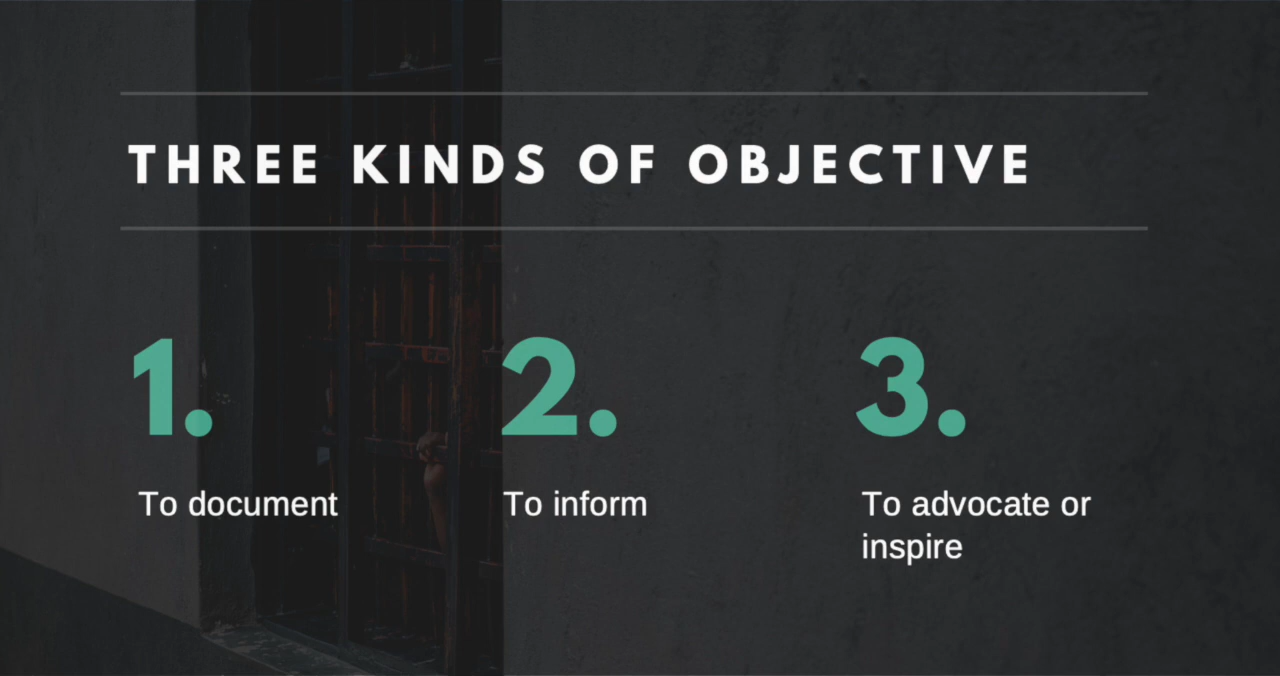 THREE KINDS OF OBJECTIVE
1.
2.
3.
To document
To inform
To advocate or
inspire